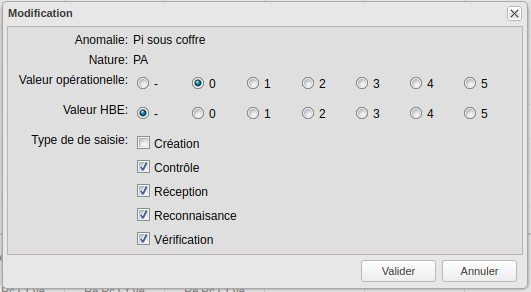 Modification
Anomalie: Pi sous coffre
Nature: PA
Valeur opérationelle: - 0 1 2 3 4 5
Valeur HBE: - 0 1 2 3 4 5
Type de de saisie: Création
Contrôle
Réception
Reconnaisance
Vérification
Valider Annuler